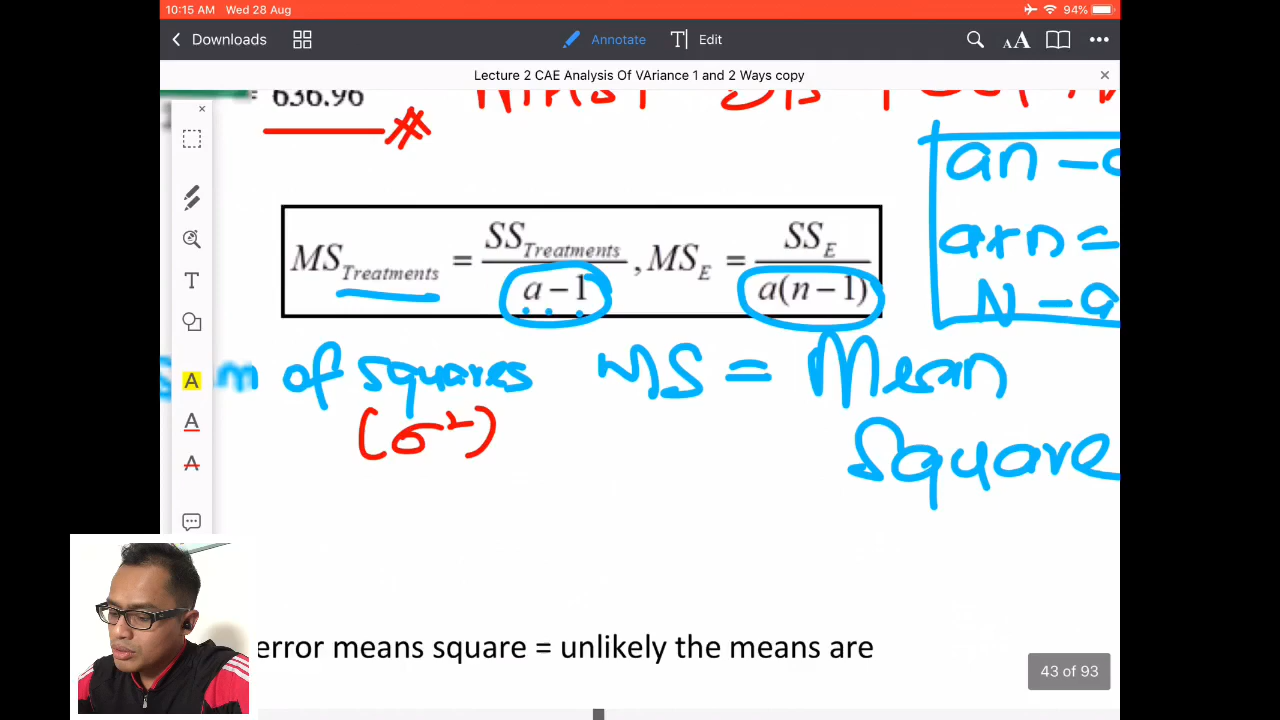 10:15 AM Wed 28 Aug 94%
Downloads Annotate T Edit AA
Lecture 2 CAE Analysis Of VAriance 1 and 2 Ways copy
= 636.96
an -
MS_Treatments = SS_Treatments / a - 1, MS_E = SS_E / a(n - 1)
a×n =
N - a
of squares MS = Mean
(σ²) Square
error means square = unlikely the means are
43 of 93
T
A
A
A